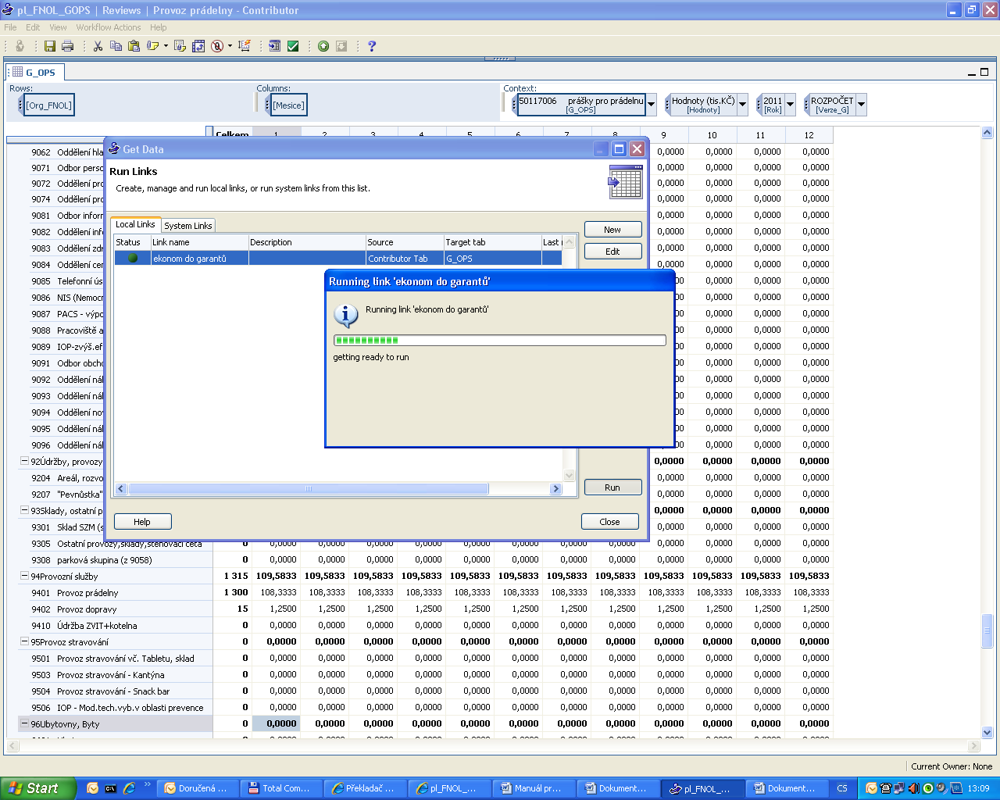 pl_FNOL_GOPS | Reviews | Provoz prádelny - Contributor
File Edit View Workflow Actions Help
G_OPS
Rows: Columns: Context:
[Org_FNOL] [Mesice] 50117006 prášky pro prádelnu [G_OPS] Hodnoty (tis.KČ) [Hodnoty] 2011 [Rok] ROZPOČET [Verze_G]
Celkem 1 2 3 4 5 6 7 8 9 10 11 12
9062 Oddělení hla 0,0000 0,0000 0,0000 0,0000
9071 Odbor perso 0,0000 0,0000 0,0000 0,0000
9072 Oddělení pro 0,0000 0,0000 0,0000 0,0000
9074 Oddělení pro 0,0000 0,0000 0,0000 0,0000
9081 Odbor inforr 0,0000 0,0000 0,0000 0,0000
9082 Oddělení info 0,0000 0,0000 0,0000 0,0000
9083 Oddělení zdr 0,0000 0,0000 0,0000 0,0000
9084 Oddělení cer 0,0000 0,0000 0,0000 0,0000
9085 Telefonní ús 00 0,0000 0,0000 0,0000
9086 NIS (Nemocr 00 0,0000 0,0000 0,0000
9087 PACS - výpo 00 0,0000 0,0000 0,0000
9088 Pracoviště a 00 0,0000 0,0000 0,0000
9089 IOP-zvýš.ef 00 0,0000 0,0000 0,0000
9091 Odbor obcho 00 0,0000 0,0000 0,0000
9092 Oddělení nák 00 0,0000 0,0000 0,0000
9093 Oddělení nák 00 0,0000 0,0000 0,0000
9094 Oddělení nov 00 0,0000 0,0000 0,0000
9095 Oddělení nák 00 0,0000 0,0000 0,0000
9096 Oddělení nák 00 0,0000 0,0000 0,0000
92Údržby, provozy 0,0000 0,0000 0,0000 0,0000
9204 Areál, rozvo 0,0000 0,0000 0,0000 0,0000
9207 "Pevnůstka" 0,0000 0,0000 0,0000 0,0000
93Sklady, ostatní p 0,0000 0,0000 0,0000 0,0000
9301 Sklad SZM (s 0,0000 0,0000 0,0000 0,0000
9305 Ostatní provozy,sklady,stěhovací četa 0 0,0000 0,0000 0,0000 0,0000 0,0000 0,0000 0,0000 0,0000 0,0000 0,0000 0,0000 0,0000
9308 parková skupina (z 9058) 0 0,0000 0,0000 0,0000 0,0000 0,0000 0,0000 0,0000 0,0000 0,0000 0,0000 0,0000 0,0000
94Provozní služby 1 315 109,5833 109,5833 109,5833 109,5833 109,5833 109,5833 109,5833 109,5833 109,5833 109,5833 109,5833 109,5833
9401 Provoz prádelny 1 300 108,3333 108,3333 108,3333 108,3333 108,3333 108,3333 108,3333 108,3333 108,3333 108,3333 108,3333 108,3333
9402 Provoz dopravy 15 1,2500 1,2500 1,2500 1,2500 1,2500 1,2500 1,2500 1,2500 1,2500 1,2500 1,2500 1,2500
9410 Údržba ZVIT+kotelna 0 0,0000 0,0000 0,0000 0,0000 0,0000 0,0000 0,0000 0,0000 0,0000 0,0000 0,0000 0,0000
95Provoz stravování 0 0,0000 0,0000 0,0000 0,0000 0,0000 0,0000 0,0000 0,0000 0,0000 0,0000 0,0000 0,0000
9501 Provoz stravování vč. Tabletu, sklad 0 0,0000 0,0000 0,0000 0,0000 0,0000 0,0000 0,0000 0,0000 0,0000 0,0000 0,0000 0,0000
9503 Provoz stravování - Kantýna 0 0,0000 0,0000 0,0000 0,0000 0,0000 0,0000 0,0000 0,0000 0,0000 0,0000 0,0000 0,0000
9504 Provoz stravování - Snack bar 0 0,0000 0,0000 0,0000 0,0000 0,0000 0,0000 0,0000 0,0000 0,0000 0,0000 0,0000 0,0000
9506 IOP - Mod.tech.vyb.v oblasti prevence 0 0,0000 0,0000 0,0000 0,0000 0,0000 0,0000 0,0000 0,0000 0,0000 0,0000 0,0000 0,0000
96Ubytovny, Byty 0 0,0000 0,0000 0,0000 0,0000 0,0000 0,0000 0,0000 0,0000 0,0000 0,0000 0,0000 0,0000
Get Data
Run Links
Create, manage and run local links, or run system links from this list.
Local Links System Links
Status Link name Description Source Target tab Last
ekonom do garantů Contributor Tab G_OPS
New
Edit
Run
Help Close
Running link 'ekonom do garantů'
Running link 'ekonom do garantů'
getting ready to run
Current Owner: None
Start Doručená ... Total Com... Překladač ... pl_FNOL_... Manuál pr... Dokument... pl_FNOL_... Dokument... CS 13:09